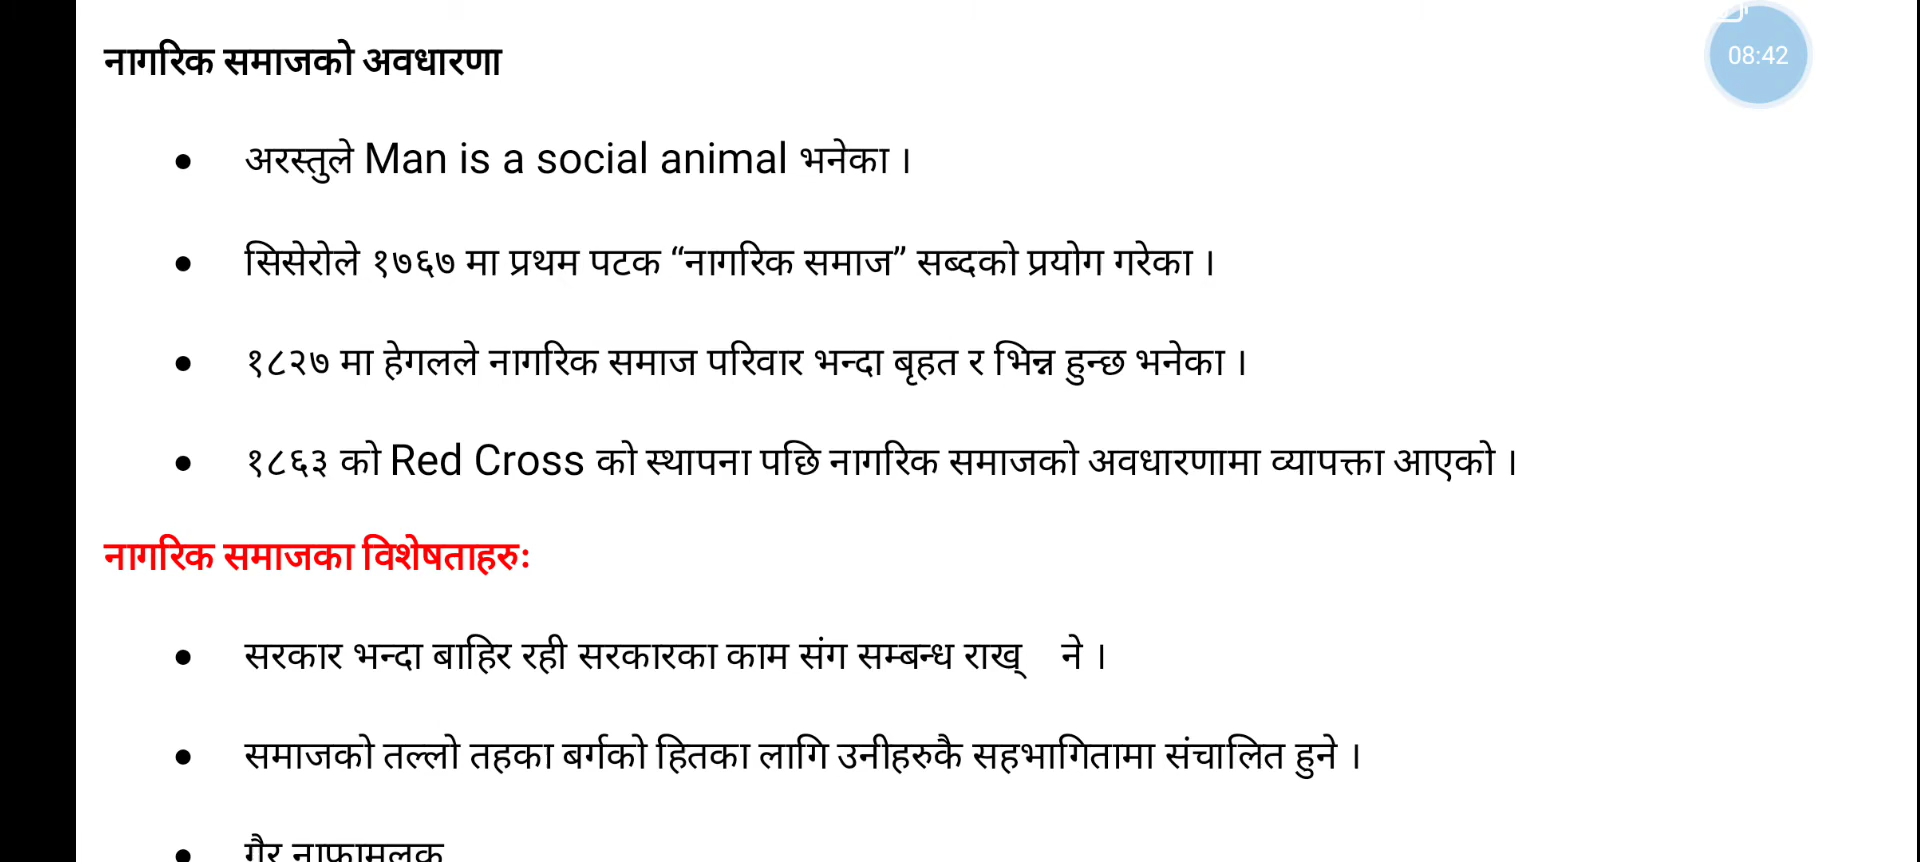 नागरिक समाजको अवधारणा
08:42
• अरस्तुले Man is a social animal भनेका ।
• सिसेरोले १७६७ मा प्रथम पटक “नागरिक समाज” सब्दको प्रयोग गरेका ।
• १८२७ मा हेगलले नागरिक समाज परिवार भन्दा बृहत र भिन्न हुन्छ भनेका ।
• १८६३ को Red Cross को स्थापना पछि नागरिक समाजको अवधारणामा व्यापक्ता आएको ।
नागरिक समाजका विशेषताहरुः
• सरकार भन्दा बाहिर रही सरकारका काम संग सम्बन्ध राख् ने ।
• समाजको तल्लो तहका बर्गको हितका लागि उनीहरुकै सहभागितामा संचालित हुने ।
• गैर नाफामूलक